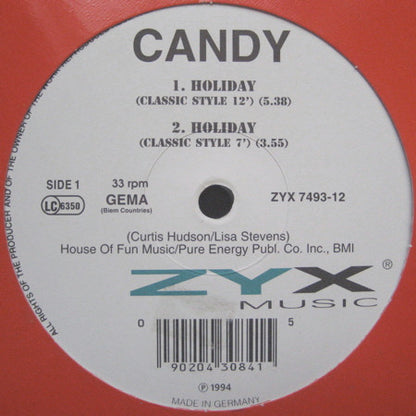 CANDY
1. HOLIDAY
(CLASSIC STYLE 12') (5.38)
2. HOLIDAY
(CLASSIC STYLE 7') (3.55)
SIDE 1
33 rpm
LC 6350
GEMA
(Biem Countries)
ZYX 7493-12
(Curtis Hudson/Lisa Stevens)
House Of Fun Music/Pure Energy Publ. Co. Inc., BMI
ZYX®
MUSIC
0 5
90204 30841
℗ 1994
MADE IN GERMANY
ALL RIGHTS OF THE PRODUCER AND OF THE OWNER OF THE WORK